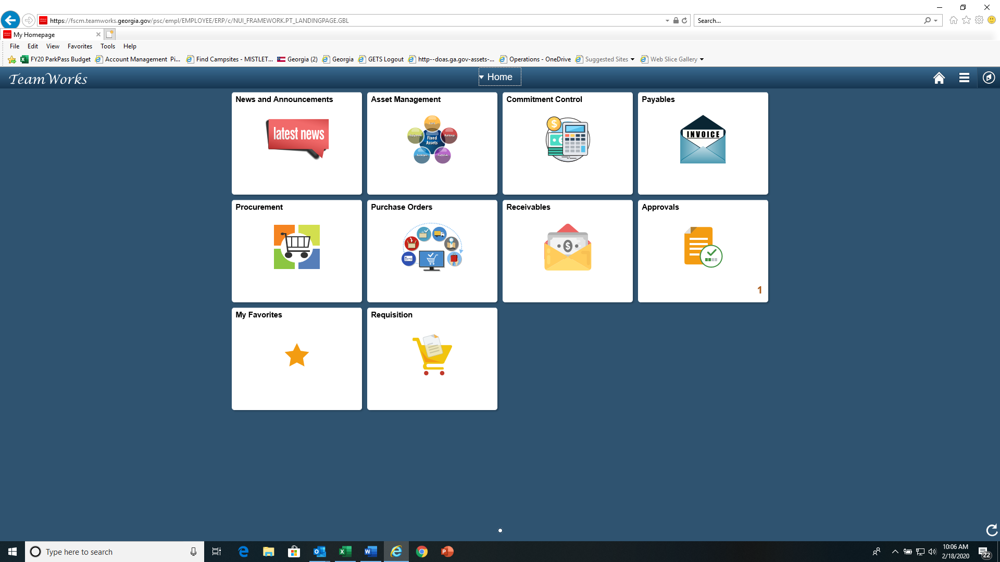 https://fscm.teamworks.georgia.gov/psc/empl/EMPLOYEE/ERP/c/NUI_FRAMEWORK.PT_LANDINGPAGE.GBL
Search...
My Homepage
File Edit View Favorites Tools Help
FY20 ParkPass Budget Account Management Pi... Find Campsites - MISTLET... Georgia (2) Georgia GETS Logout http--doas.ga.gov-assets-... Operations - OneDrive Suggested Sites Web Slice Gallery
TeamWorks
Home
News and Announcements
latest news
Asset Management
Fixed
Assets
Buildings
Factories
Furniture
Commitment Control
$
Payables
INVOICE
Procurement
Purchase Orders
Receivables
$
Approvals
1
My Favorites
Requisition
Type here to search
10:06 AM
2/18/2020
22